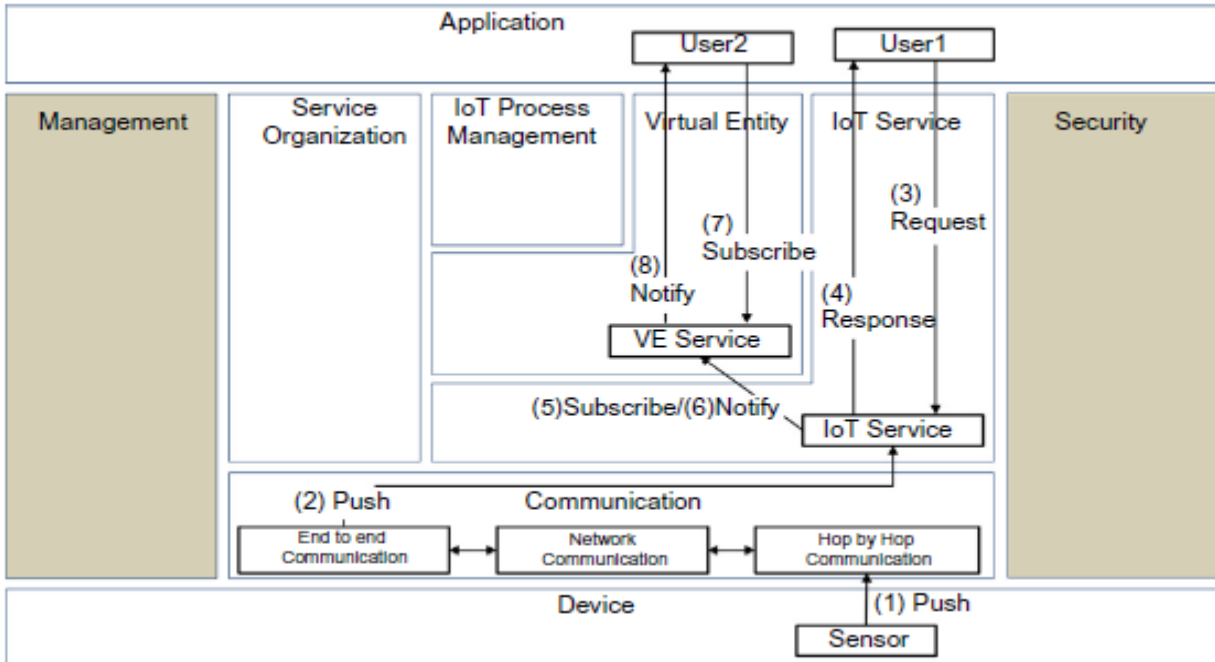 Application
User2
User1
Management
Service
Organization
IoT Process
Management
Virtual Entity
IoT Service
Security
(3)
Request
(7)
Subscribe
(8)
Notify
(4)
Response
VE Service
(5)Subscribe/(6)Notify
IoT Service
(2) Push
Communication
End to end
Communication
Network
Communication
Hop by Hop
Communication
Device
(1) Push
Sensor